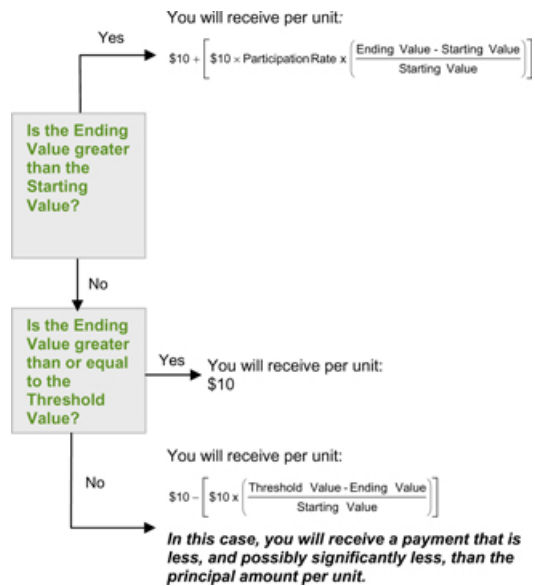 You will receive per unit:
Yes
$10 + [$10 × Participation Rate x (Ending Value - Starting Value / Starting Value)]
Is the Ending
Value greater
than the
Starting
Value?
No
Is the Ending
Value greater
than or equal
to the
Threshold
Value?
Yes
You will receive per unit:
$10
You will receive per unit:
No
$10 – [$10 x (Threshold Value - Ending Value / Starting Value)]
In this case, you will receive a payment that is
less, and possibly significantly less, than the
principal amount per unit.